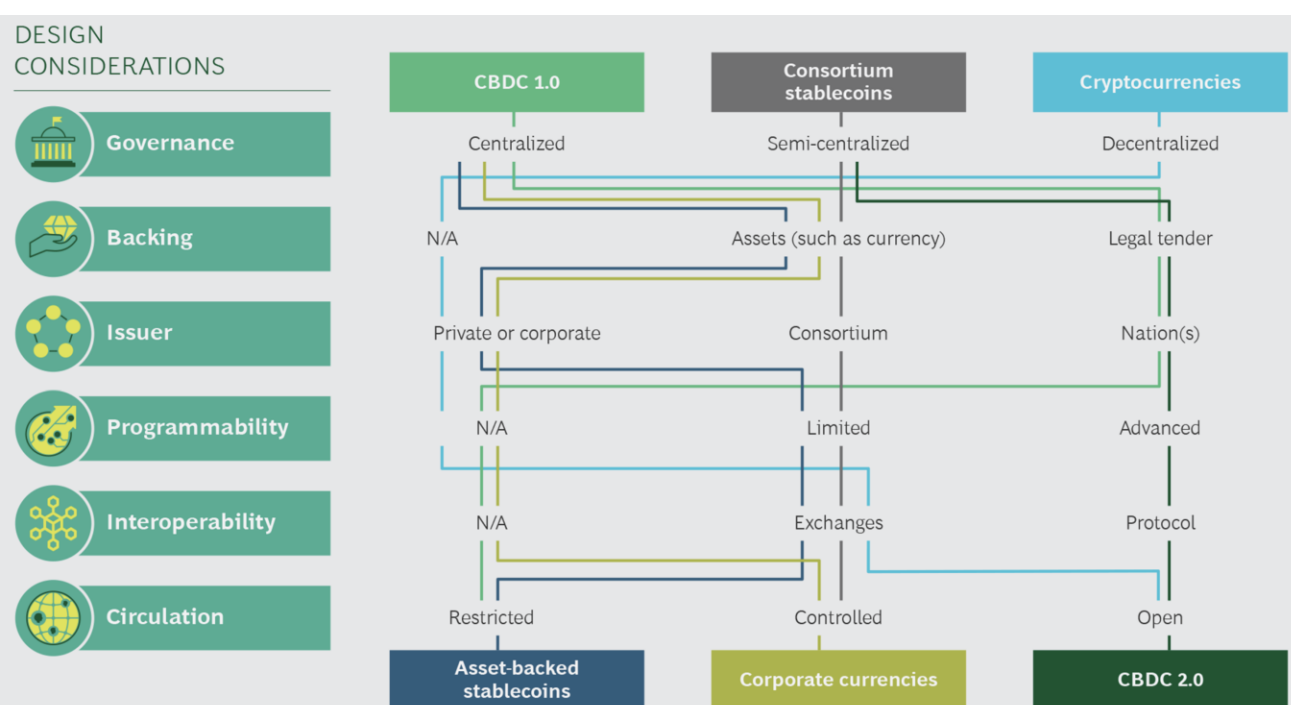 DESIGN
CONSIDERATIONS
CBDC 1.0
Consortium
stablecoins
Cryptocurrencies
Governance
Centralized
Semi-centralized
Decentralized
Backing
N/A
Assets (such as currency)
Legal tender
Issuer
Private or corporate
Consortium
Nation(s)
Programmability
N/A
Limited
Advanced
Interoperability
N/A
Exchanges
Protocol
Circulation
Restricted
Controlled
Open
Asset-backed
stablecoins
Corporate currencies
CBDC 2.0